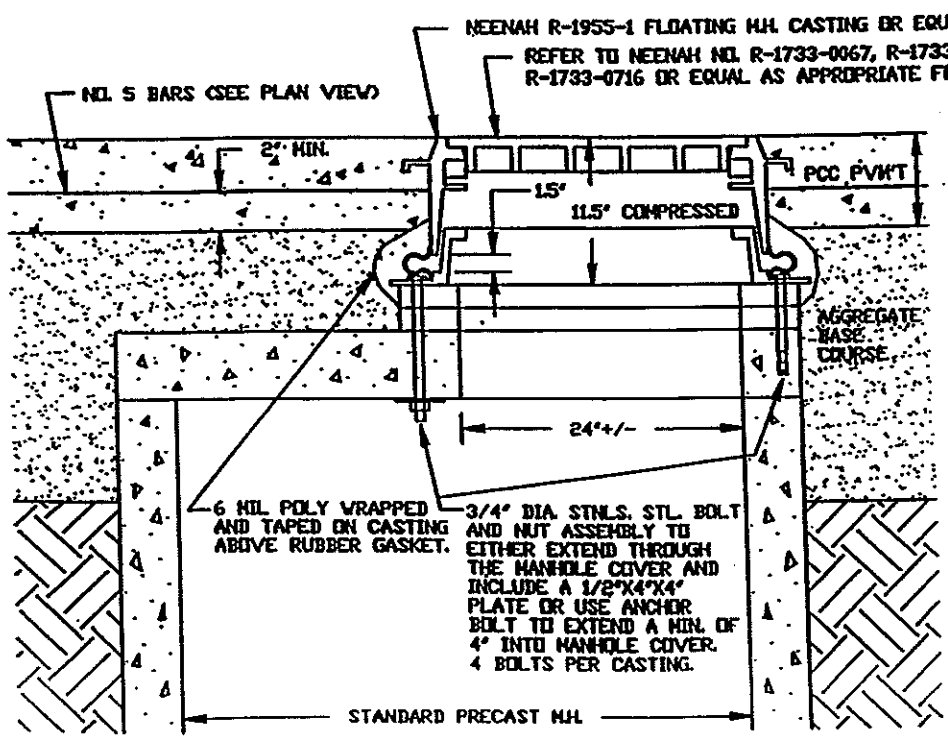 NEENAH R-1955-1 FLOATING M.H. CASTING OR EQU
REFER TO NEENAH NO. R-1733-0067, R-1733
R-1733-0716 OR EQUAL AS APPROPRIATE F
NO. 5 BARS (SEE PLAN VIEW)
2" MIN.
PCC PVM'T
1.5"
11.5" COMPRESSED
AGGREGATE
BASE
COURSE
24"+/-
6 MIL POLY WRAPPED
AND TAPED ON CASTING
ABOVE RUBBER GASKET.
3/4" DIA. STNLS. STL. BOLT
AND NUT ASSEMBLY TO
EITHER EXTEND THROUGH
THE MANHOLE COVER AND
INCLUDE A 1/2"X4"X4"
PLATE OR USE ANCHOR
BOLT TO EXTEND A MIN. OF
4" INTO MANHOLE COVER.
4 BOLTS PER CASTING.
STANDARD PRECAST M.H.